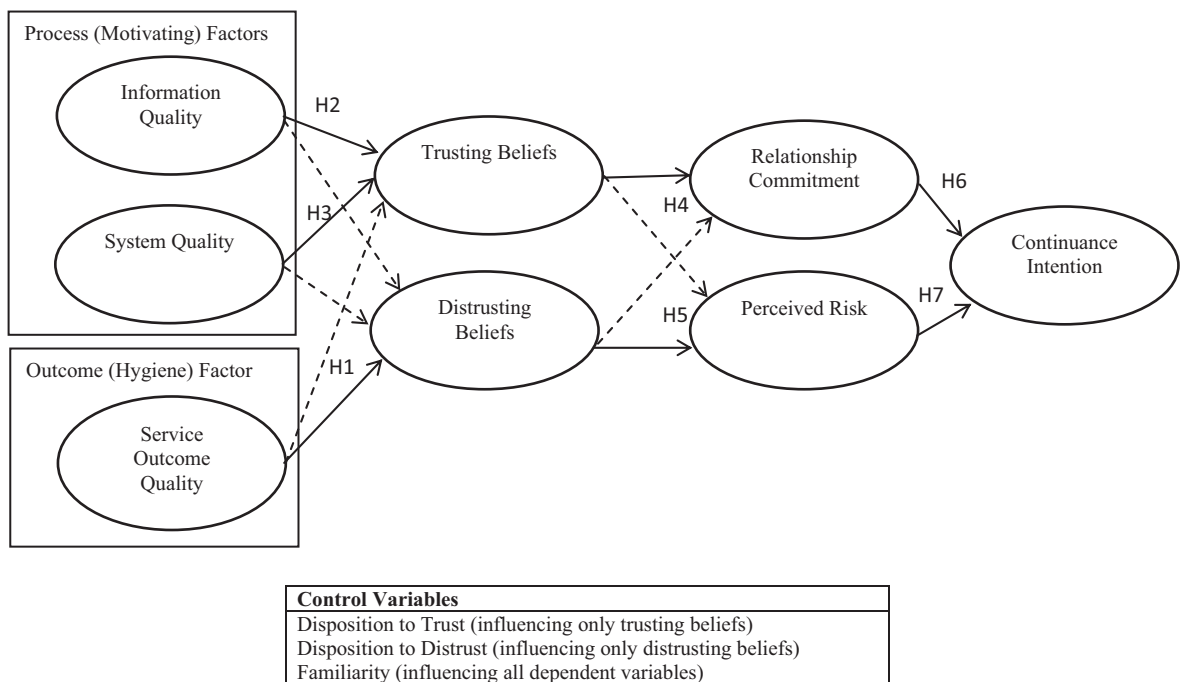 Process (Motivating) Factors
Information
Quality
H2
Trusting Beliefs
Relationship
Commitment
H6
H3
H4
System Quality
Continuance
Intention
Distrusting
Beliefs
H5
Perceived Risk
H7
Outcome (Hygiene) Factor
H1
Service
Outcome
Quality
Control Variables
Disposition to Trust (influencing only trusting beliefs)
Disposition to Distrust (influencing only distrusting beliefs)
Familiarity (influencing all dependent variables)